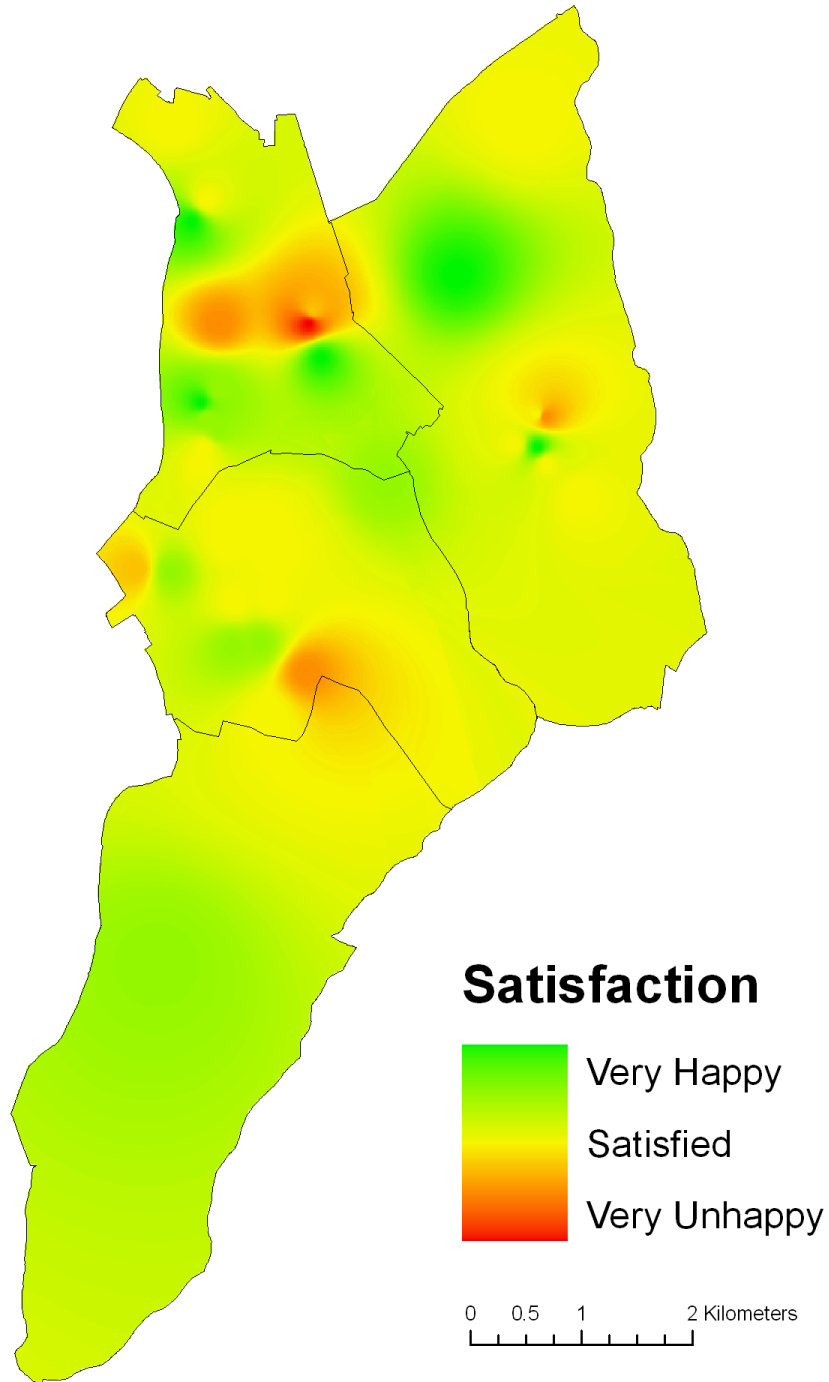 Satisfaction
Very Happy
Satisfied
Very Unhappy
0 0.5 1 2 Kilometers